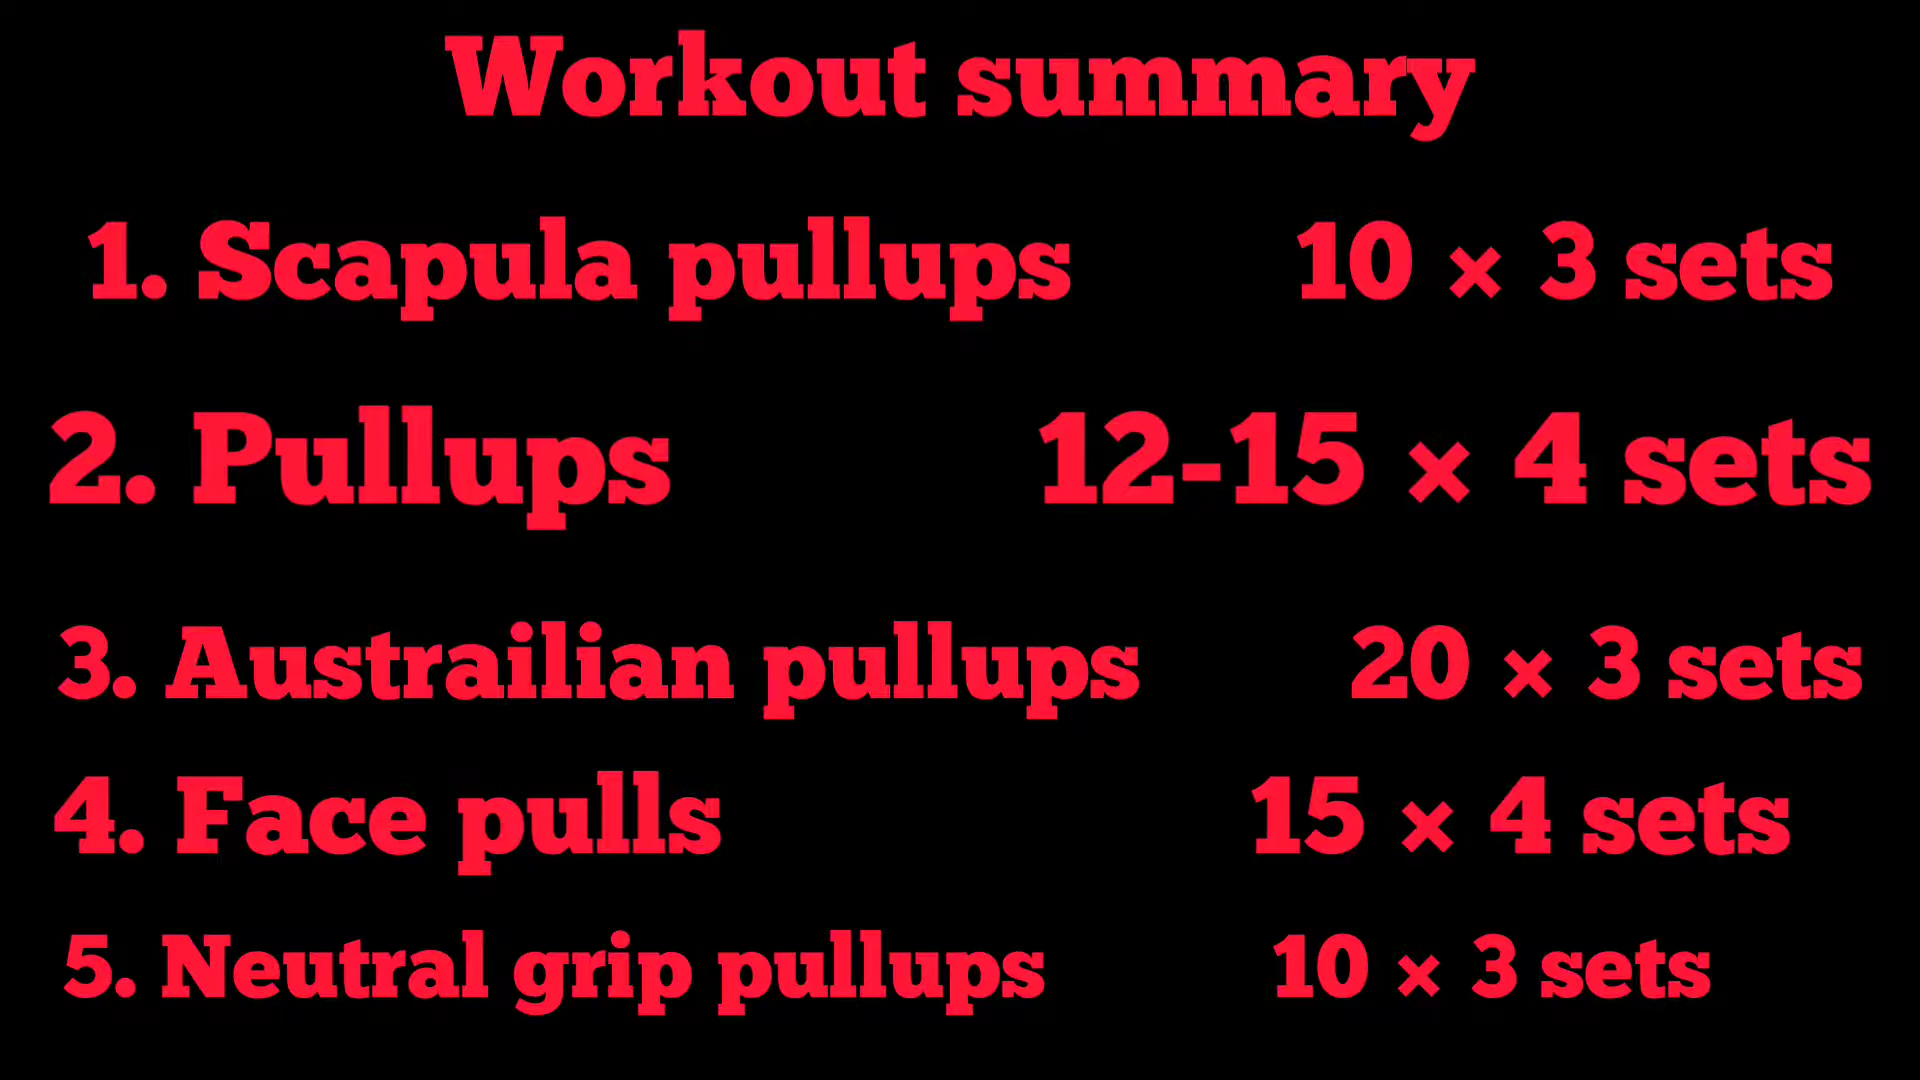 Workout summary
1. Scapula pullups 10 × 3 sets
2. Pullups 12-15 × 4 sets
3. Austrailian pullups 20 × 3 sets
4. Face pulls 15 × 4 sets
5. Neutral grip pullups 10 × 3 sets